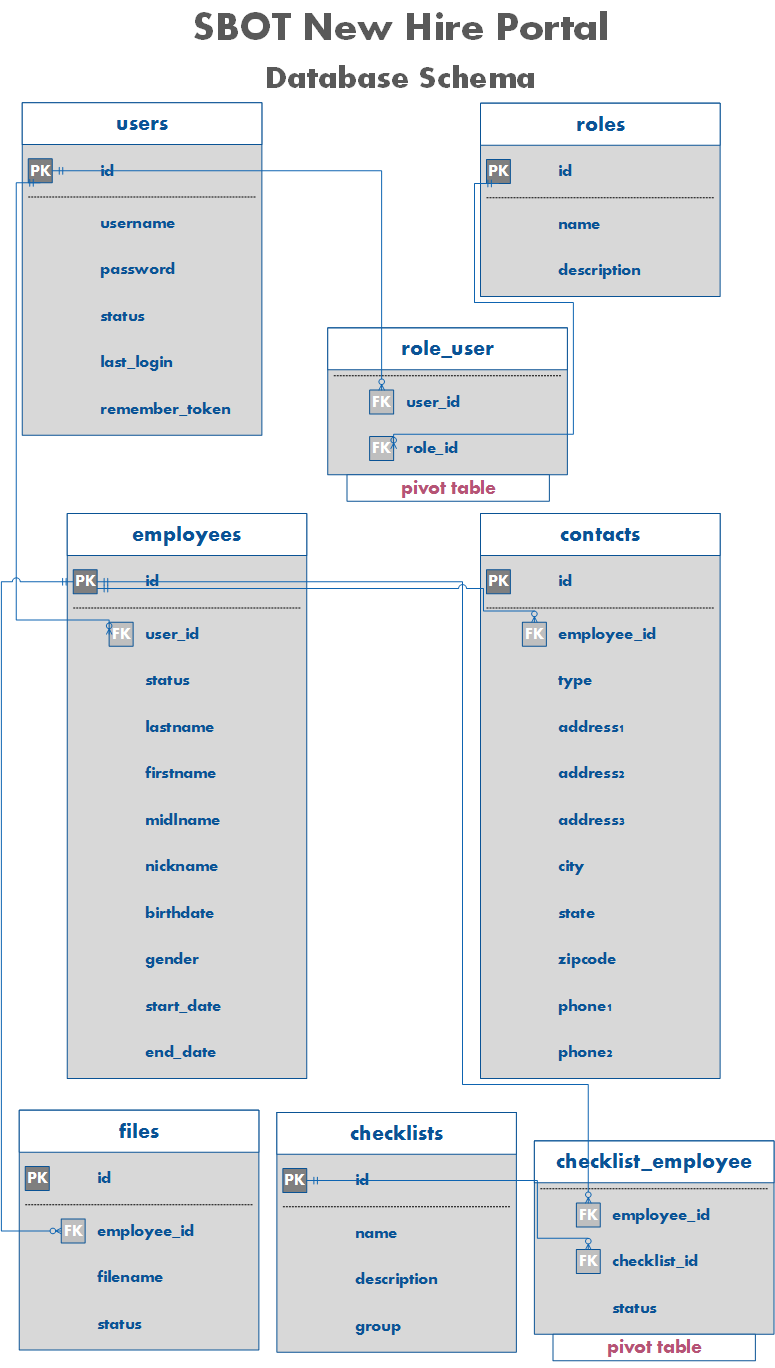 SBOT New Hire Portal
Database Schema
users
PK id
username
password
status
last_login
remember_token
roles
PK id
name
description
role_user
FK user_id
FK role_id
pivot table
employees
PK id
FK user_id
status
lastname
firstname
midlname
nickname
birthdate
gender
start_date
end_date
contacts
PK id
FK employee_id
type
address1
address2
address3
city
state
zipcode
phone1
phone2
files
PK id
FK employee_id
filename
status
checklists
PK id
name
description
group
checklist_employee
FK employee_id
FK checklist_id
status
pivot table